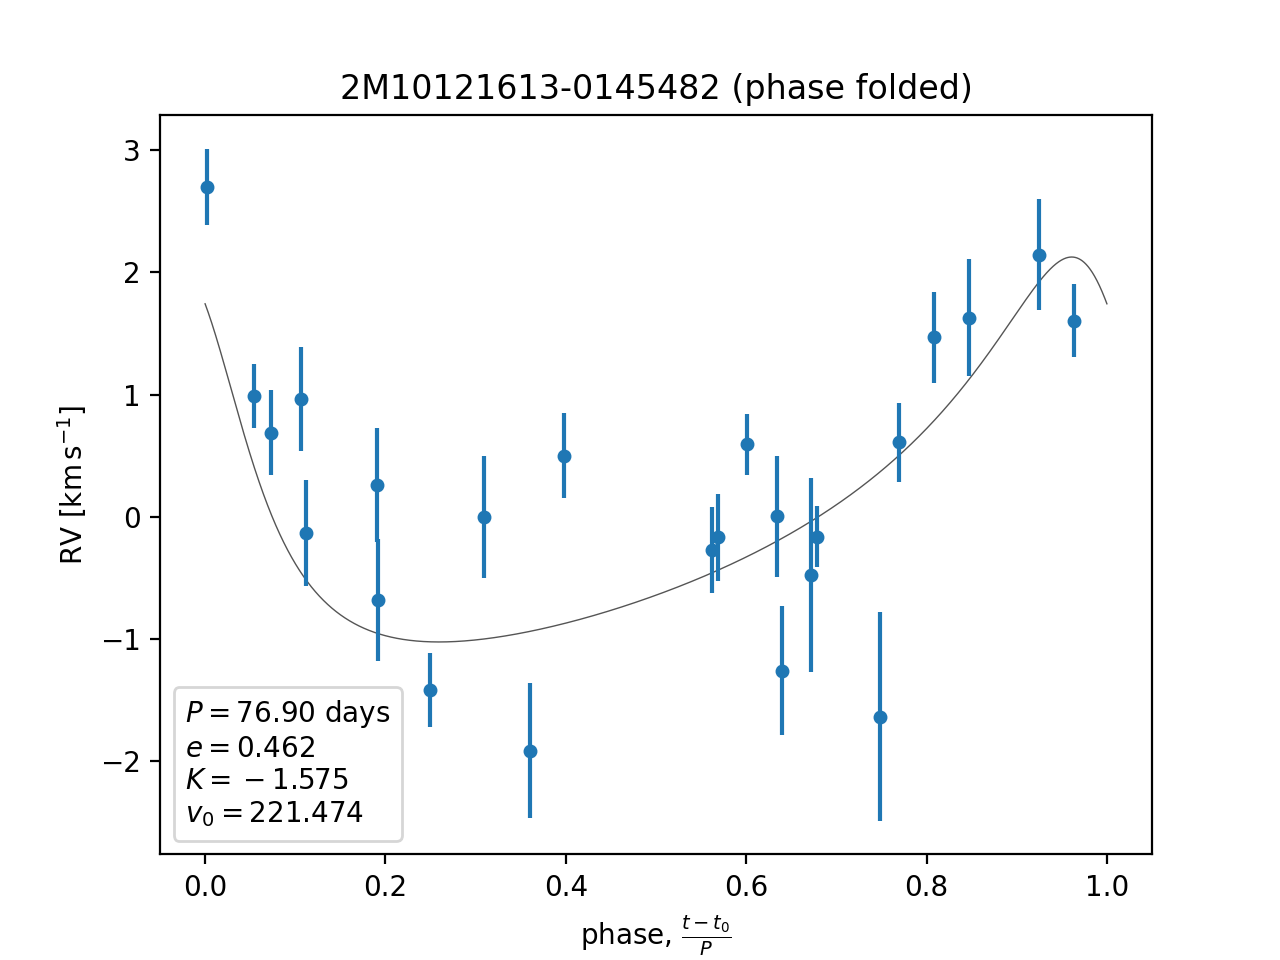 2M10121613-0145482 (phase folded)
3
2
1
0
−1
−2
RV [km s⁻¹]
P = 76.90 days
e = 0.462
K = −1.575
v₀ = 221.474
0.0 0.2 0.4 0.6 0.8 1.0
phase, (t − t₀)/P